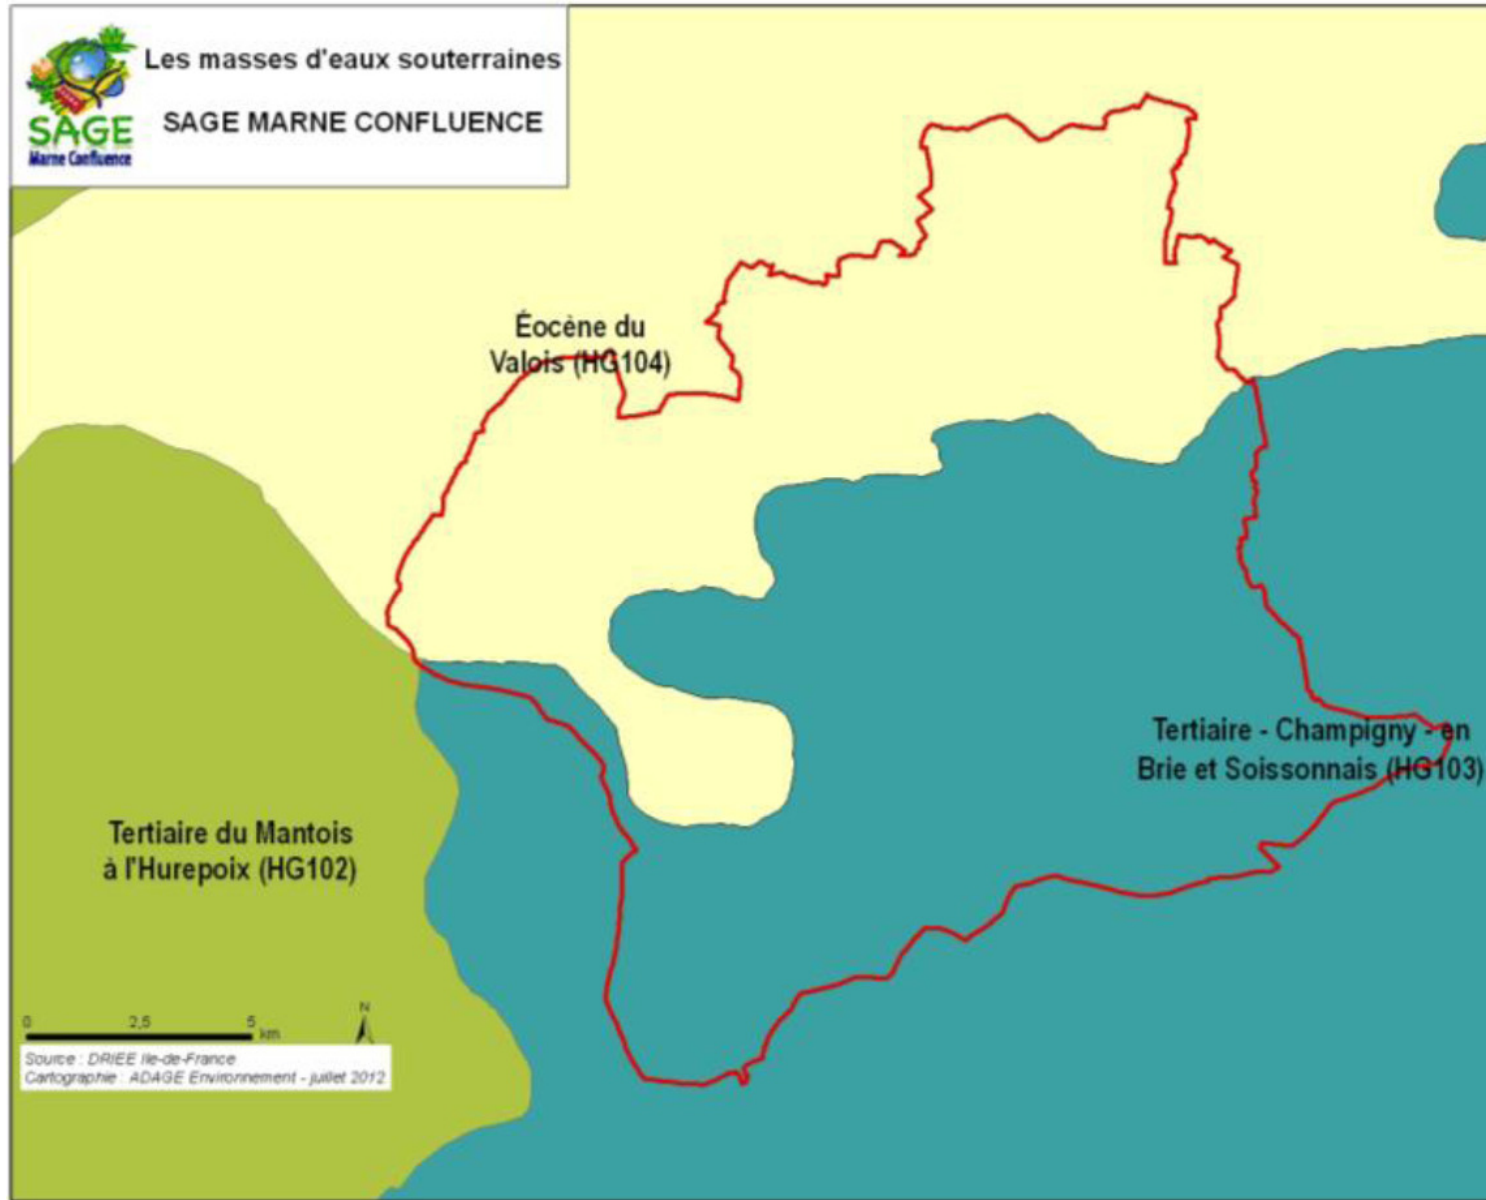 Les masses d'eaux souterraines
SAGE MARNE CONFLUENCE
SAGE
Marne Confluence
Éocène du
Valois (HG104)
Tertiaire - Champigny - en
Brie et Soissonnais (HG103)
Tertiaire du Mantois
à l'Hurepoix (HG102)
N
0 2,5 5
km
Source : DRIEE Ile-de-France
Cartographie : ADAGE Environnement - juillet 2012